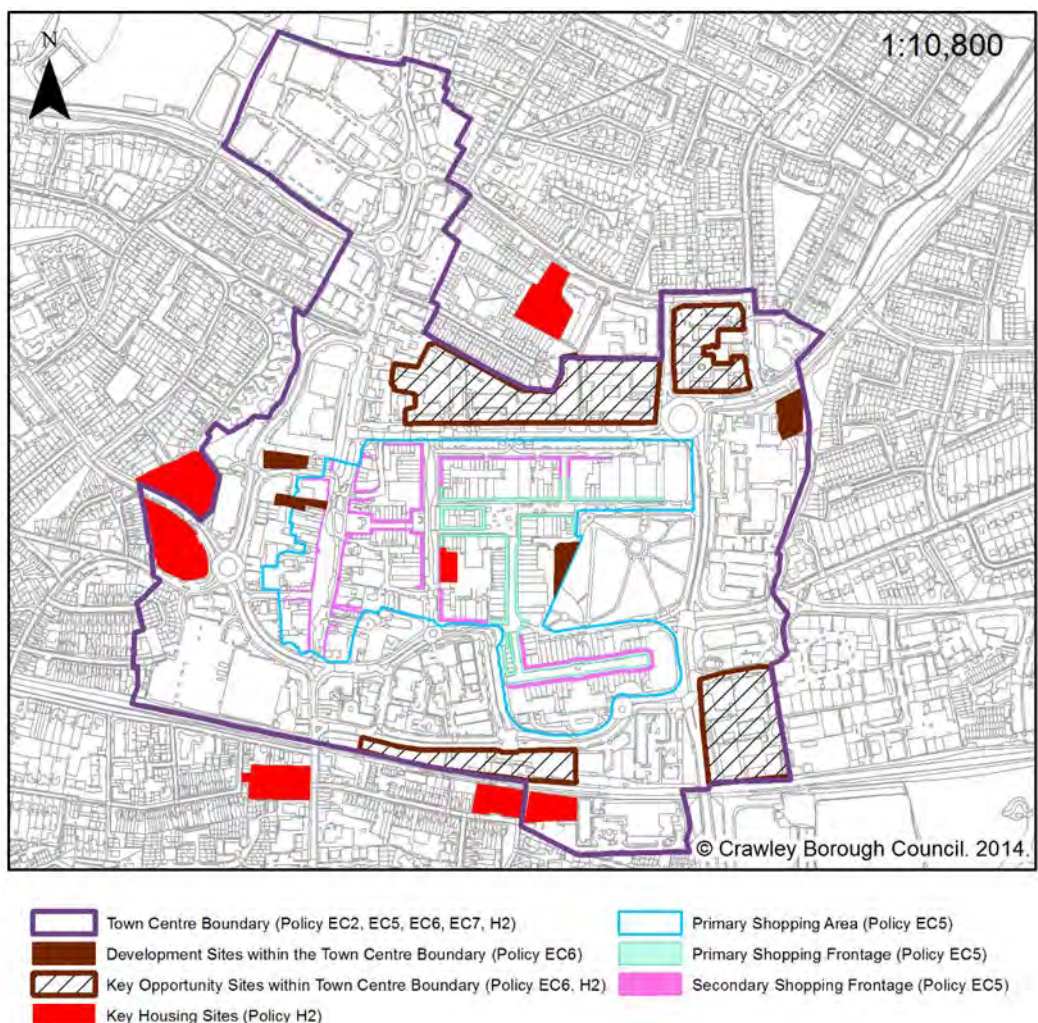 N
1:10,800
© Crawley Borough Council. 2014.
Town Centre Boundary (Policy EC2, EC5, EC6, EC7, H2)
Development Sites within the Town Centre Boundary (Policy EC6)
Key Opportunity Sites within Town Centre Boundary (Policy EC6, H2)
Key Housing Sites (Policy H2)
Primary Shopping Area (Policy EC5)
Primary Shopping Frontage (Policy EC5)
Secondary Shopping Frontage (Policy EC5)